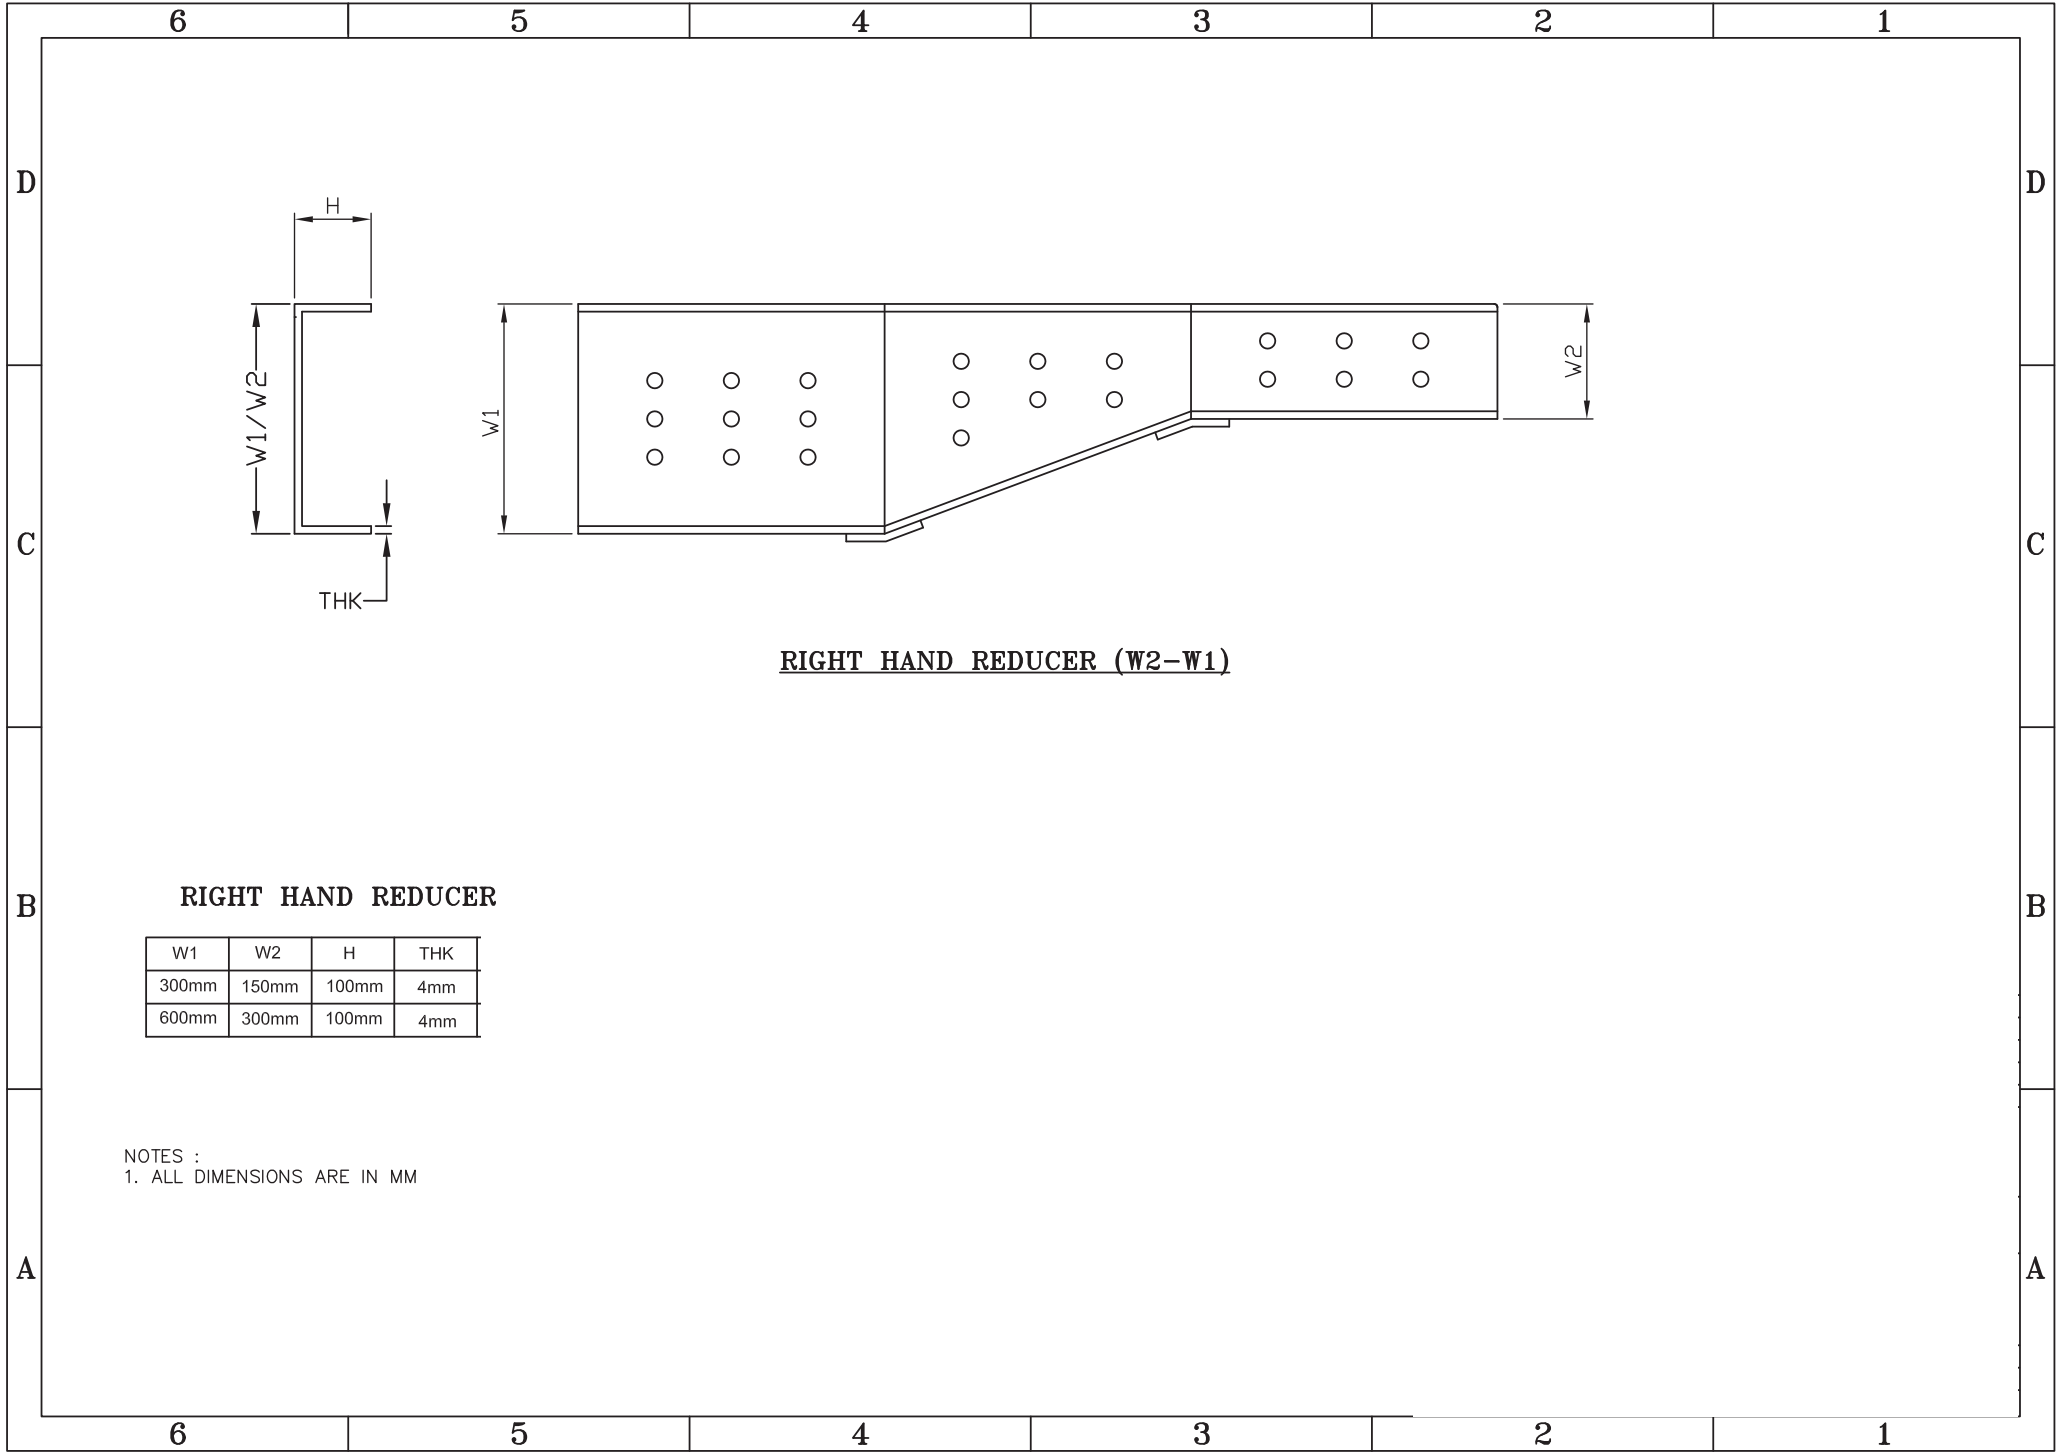 6 5 4 3 2 1
D D
H
W1/W2
W1
W2
C C
THK
RIGHT HAND REDUCER (W2-W1)
RIGHT HAND REDUCER
B B
W1 W2 H THK
300mm 150mm 100mm 4mm
600mm 300mm 100mm 4mm
NOTES :
1. ALL DIMENSIONS ARE IN MM
A A
6 5 4 3 2 1